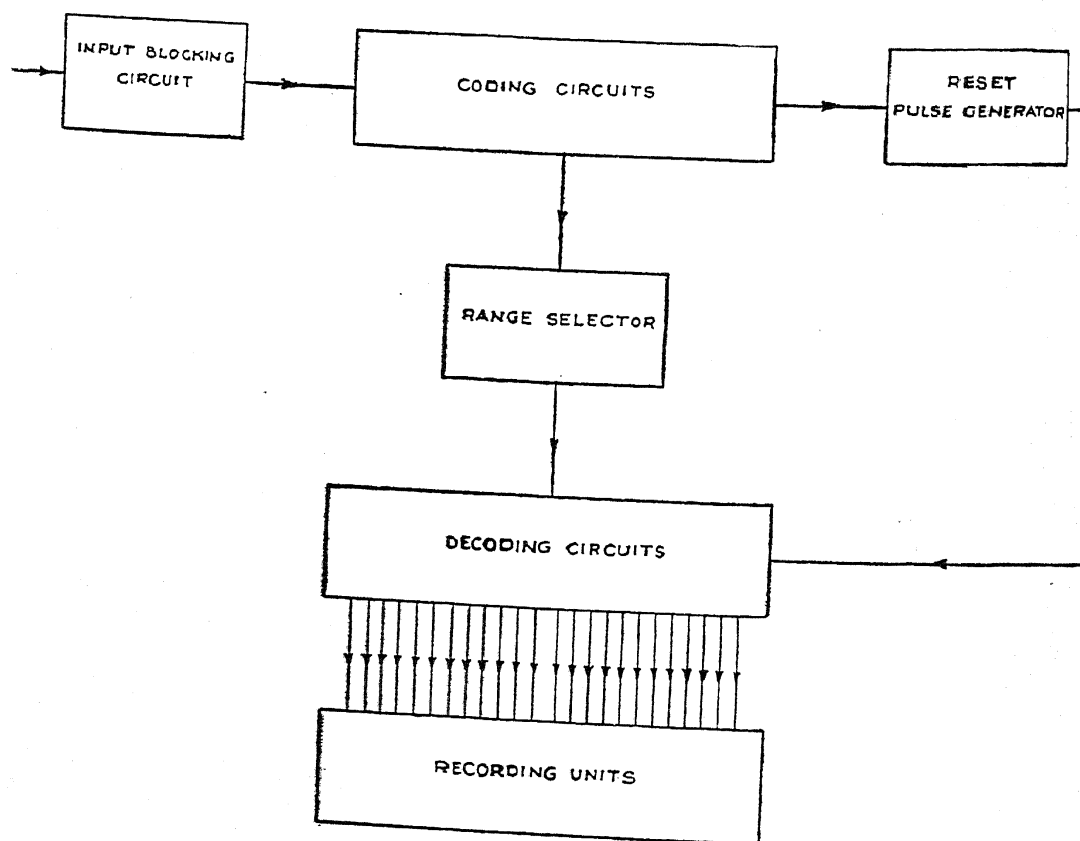 INPUT BLOCKING
CIRCUIT
CODING CIRCUITS
RESET
PULSE GENERATOR
RANGE SELECTOR
DECODING CIRCUITS
RECORDING UNITS